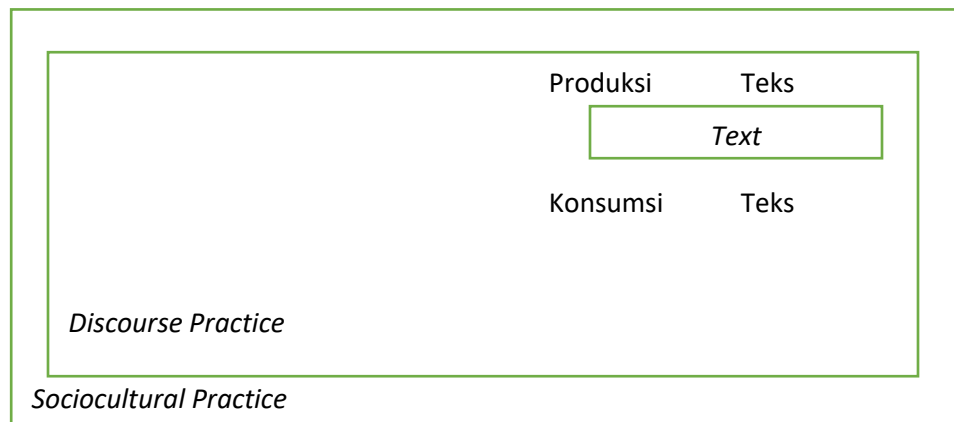 Produksi Teks
Text
Konsumsi Teks
Discourse Practice
Sociocultural Practice